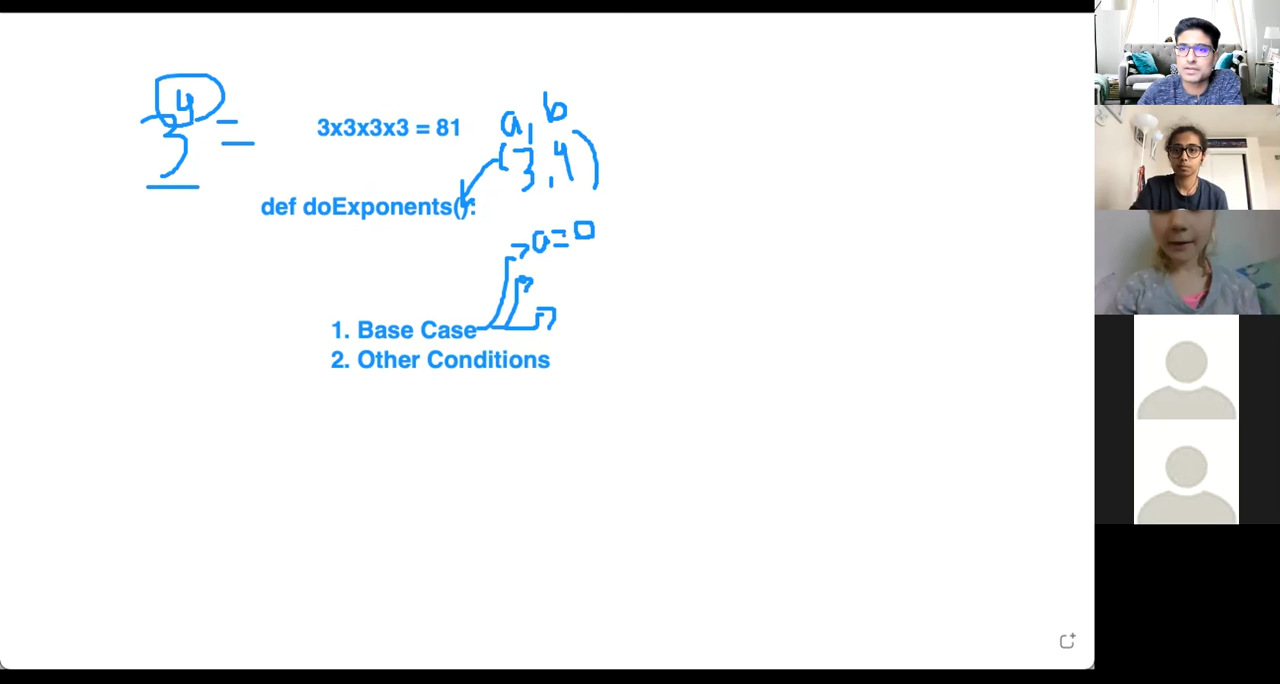 3^4 =
3x3x3x3 = 81
a, b
(3,4)
def doExponents():
a=0
1. Base Case
2. Other Conditions